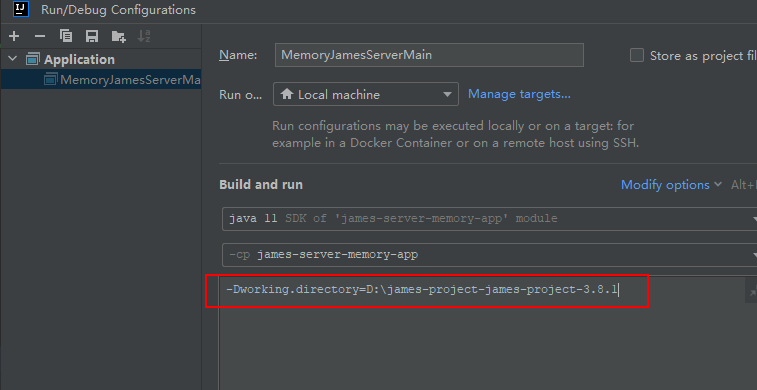 Run/Debug Configurations
Application
MemoryJamesServerMa
Name: MemoryJamesServerMain Store as project fil
Run o... Local machine Manage targets...
Run configurations may be executed locally or on a target: for
example in a Docker Container or on a remote host using SSH.
Build and run Modify options Alt+
java 11 SDK of 'james-server-memory-app' module
-cp james-server-memory-app
-Dworking.directory=D:\james-project-james-project-3.8.1